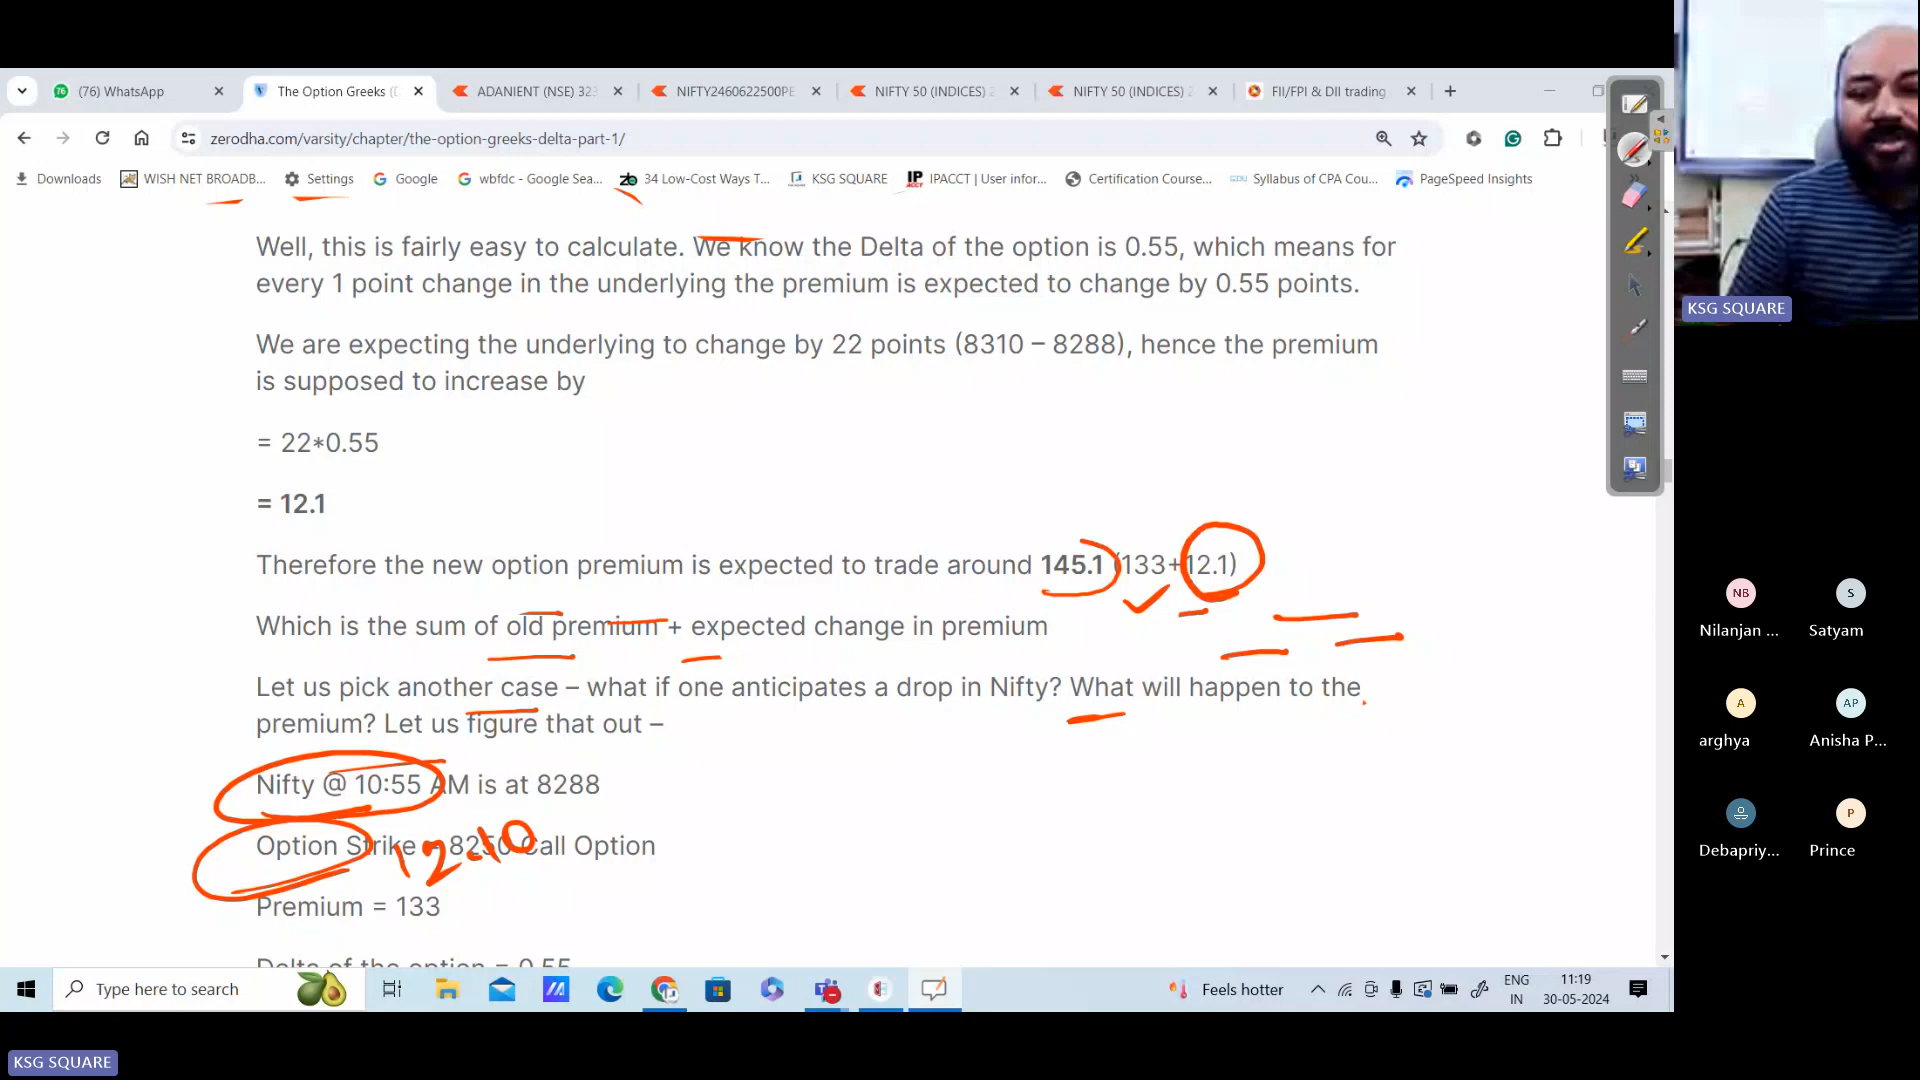 (76) WhatsApp
The Option Greeks (D
ADANIENT (NSE) 323
NIFTY2460622500PE
NIFTY 50 (INDICES) 2
NIFTY 50 (INDICES) 2
FII/FPI & DII trading
zerodha.com/varsity/chapter/the-option-greeks-delta-part-1/
Downloads
WISH NET BROADB...
Settings
Google
wbfdc - Google Sea...
34 Low-Cost Ways T...
KSG SQUARE
IPACCT | User infor...
Certification Course...
Syllabus of CPA Cou...
PageSpeed Insights
Well, this is fairly easy to calculate. We know the Delta of the option is 0.55, which means for
every 1 point change in the underlying the premium is expected to change by 0.55 points.
We are expecting the underlying to change by 22 points (8310 – 8288), hence the premium
is supposed to increase by
= 22*0.55
= 12.1
Therefore the new option premium is expected to trade around 145.1 (133+12.1)
Which is the sum of old premium + expected change in premium
Let us pick another case – what if one anticipates a drop in Nifty? What will happen to the
premium? Let us figure that out –
Nifty @ 10:55 AM is at 8288
Option Strike = 8250 Call Option
Premium = 133
Delta of the option = 0.55
KSG SQUARE
NB
S
Nilanjan ...
Satyam
A
AP
arghya
Anisha P...
P
Debapriy...
Prince
Type here to search
Feels hotter
ENG
IN
11:19
30-05-2024
KSG SQUARE